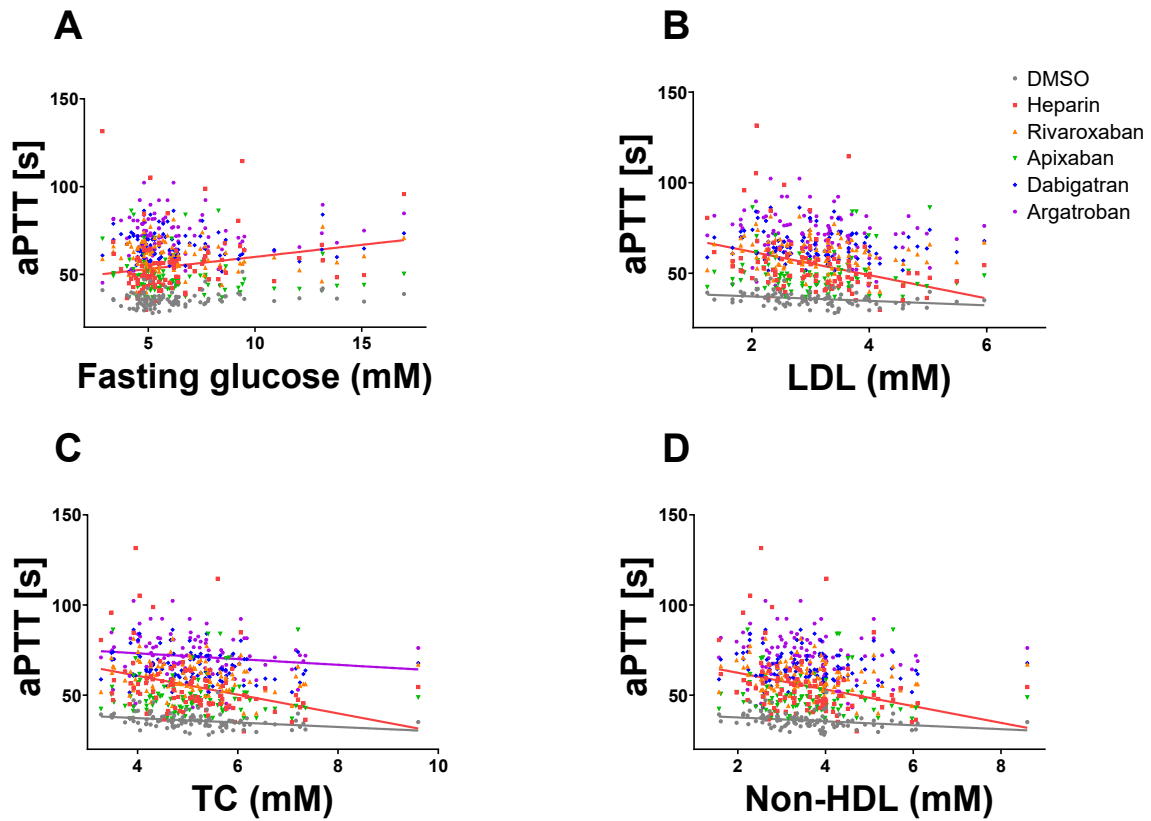 A
B
150
100
50
aPTT [s]
5
10
15
Fasting glucose (mM)
150
100
50
aPTT [s]
2
4
6
LDL (mM)
DMSO
Heparin
Rivaroxaban
Apixaban
Dabigatran
Argatroban
C
D
150
100
50
aPTT [s]
4
6
8
10
TC (mM)
150
100
50
aPTT [s]
2
4
6
8
Non-HDL (mM)